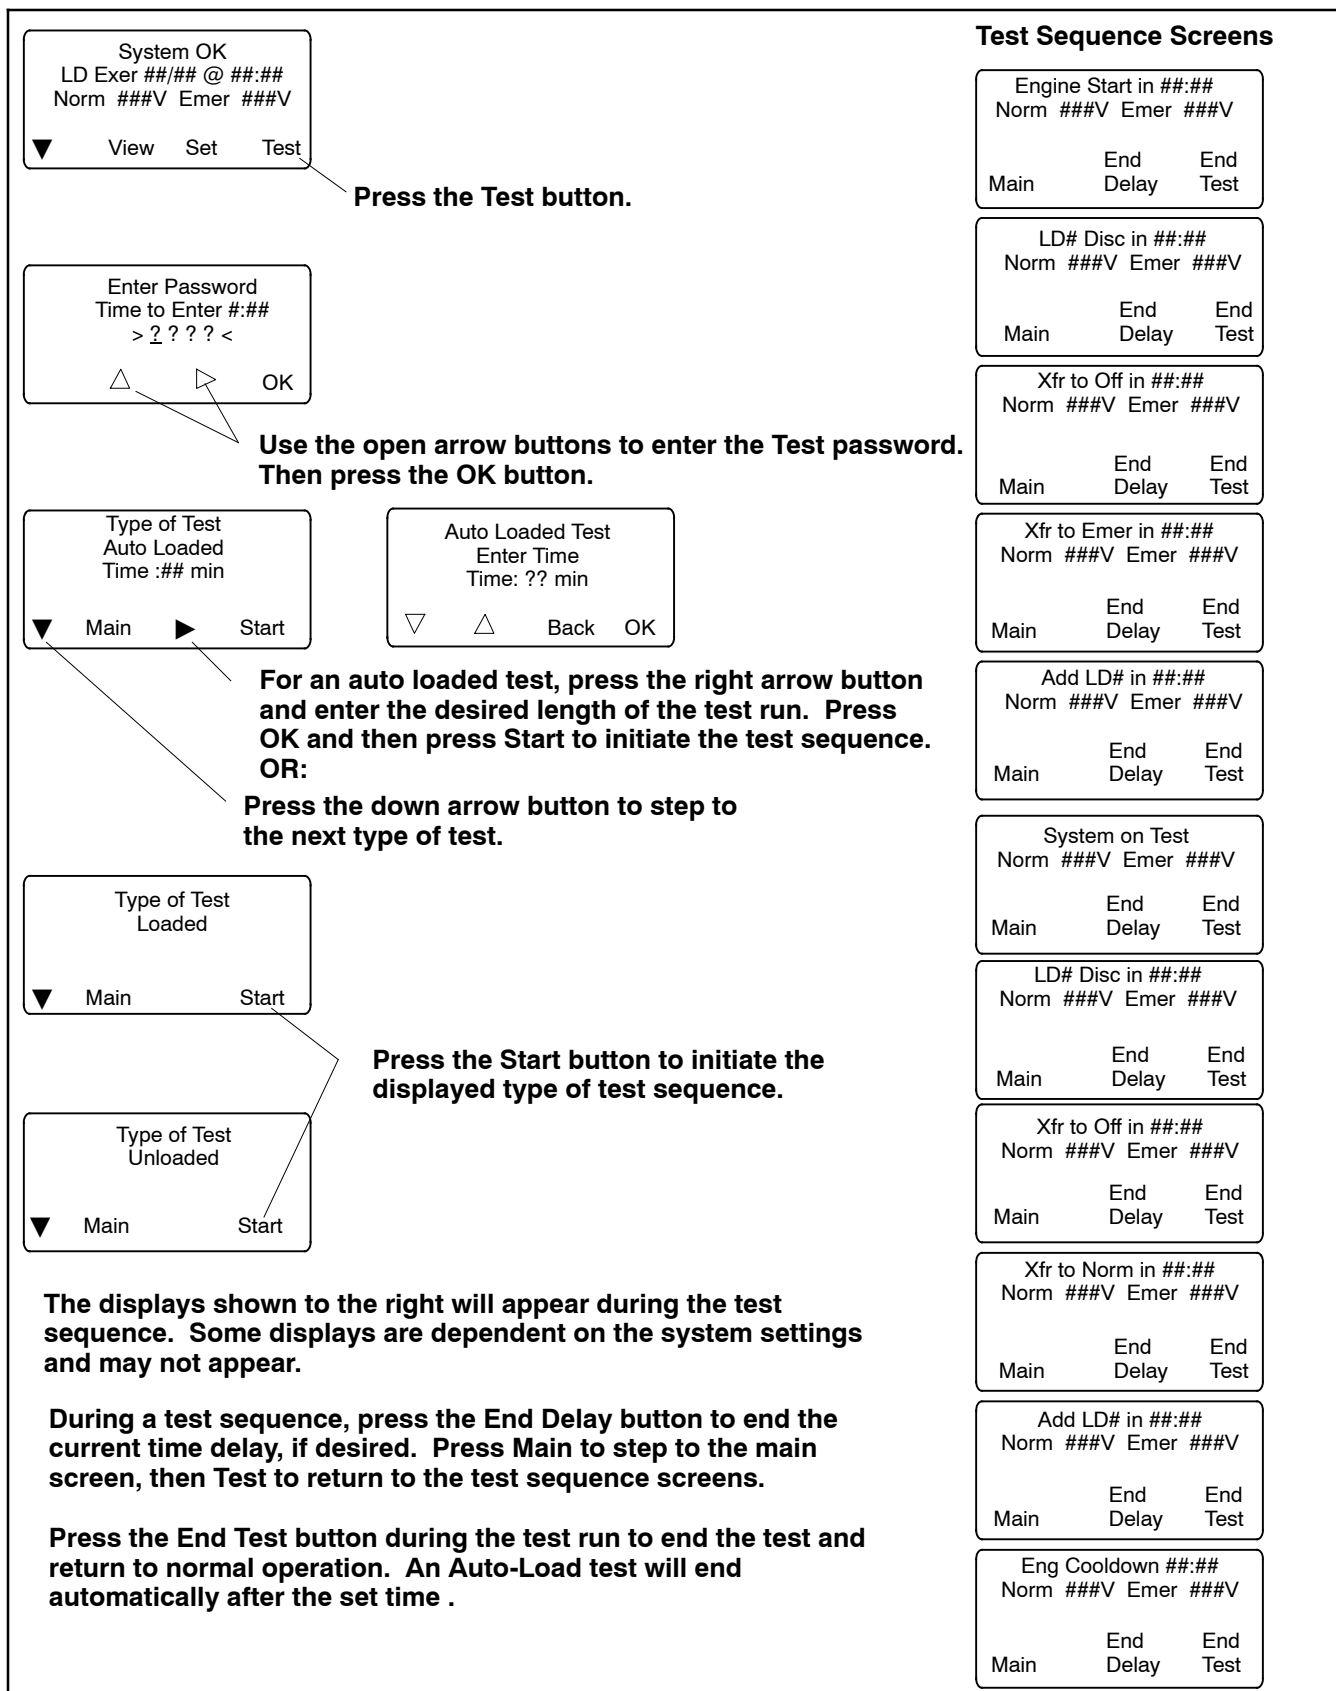 System OK
LD Exer ##/## @ ##:##
Norm ###V Emer ###V
▼ View Set Test
Press the Test button.
Enter Password
Time to Enter #:##
> ? ? ? ? <
△ ▷ OK
Use the open arrow buttons to enter the Test password.
Then press the OK button.
Type of Test
Auto Loaded
Time :## min
▼ Main ▶ Start
Auto Loaded Test
Enter Time
Time: ?? min
▽ △ Back OK
For an auto loaded test, press the right arrow button
and enter the desired length of the test run. Press
OK and then press Start to initiate the test sequence.
OR:
Press the down arrow button to step to
the next type of test.
Type of Test
Loaded
▼ Main Start
Press the Start button to initiate the
displayed type of test sequence.
Type of Test
Unloaded
▼ Main Start
The displays shown to the right will appear during the test
sequence. Some displays are dependent on the system settings
and may not appear.
During a test sequence, press the End Delay button to end the
current time delay, if desired. Press Main to step to the main
screen, then Test to return to the test sequence screens.
Press the End Test button during the test run to end the test and
return to normal operation. An Auto-Load test will end
automatically after the set time .
Test Sequence Screens
Engine Start in ##:##
Norm ###V Emer ###V
End End
Main Delay Test
LD# Disc in ##:##
Norm ###V Emer ###V
End End
Main Delay Test
Xfr to Off in ##:##
Norm ###V Emer ###V
End End
Main Delay Test
Xfr to Emer in ##:##
Norm ###V Emer ###V
End End
Main Delay Test
Add LD# in ##:##
Norm ###V Emer ###V
End End
Main Delay Test
System on Test
Norm ###V Emer ###V
End End
Main Delay Test
LD# Disc in ##:##
Norm ###V Emer ###V
End End
Main Delay Test
Xfr to Off in ##:##
Norm ###V Emer ###V
End End
Main Delay Test
Xfr to Norm in ##:##
Norm ###V Emer ###V
End End
Main Delay Test
Add LD# in ##:##
Norm ###V Emer ###V
End End
Main Delay Test
Eng Cooldown ##:##
Norm ###V Emer ###V
End End
Main Delay Test